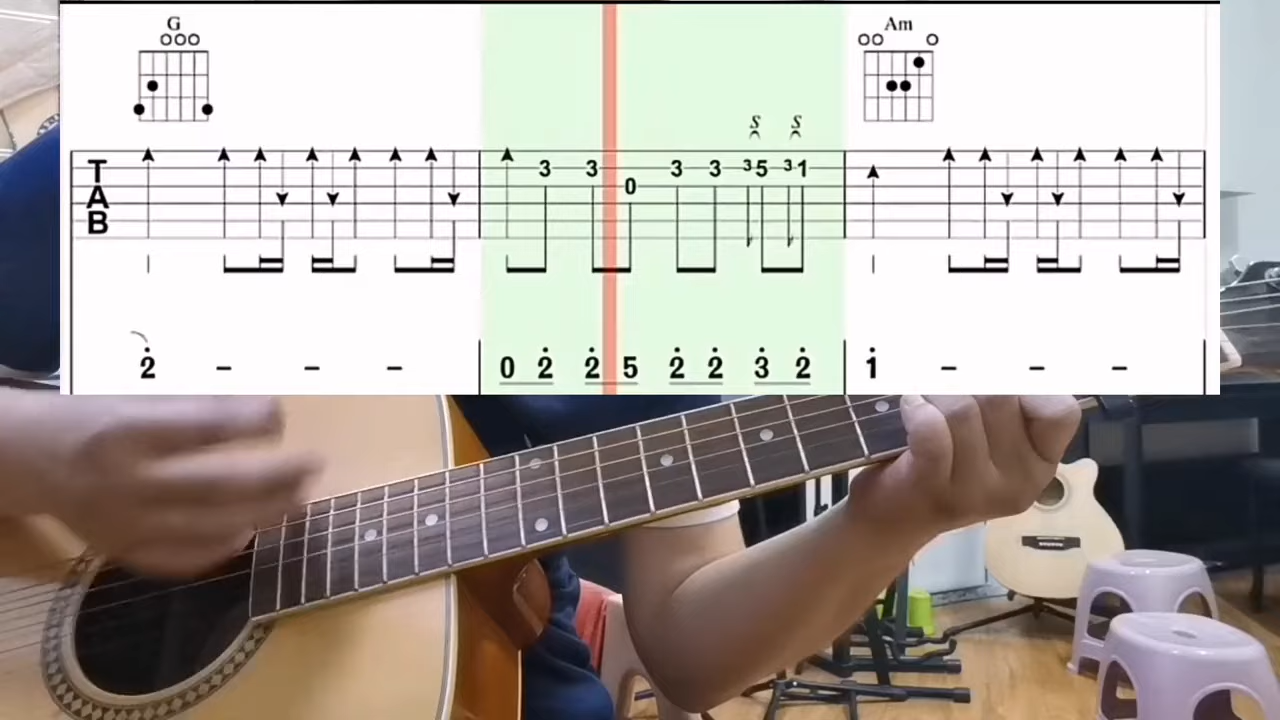 G
Am
S S
T 3 3 3 3 3 5 3 1
A 0
B
2 - - - 0 2 2 5 2 2 3 2 1 - - -